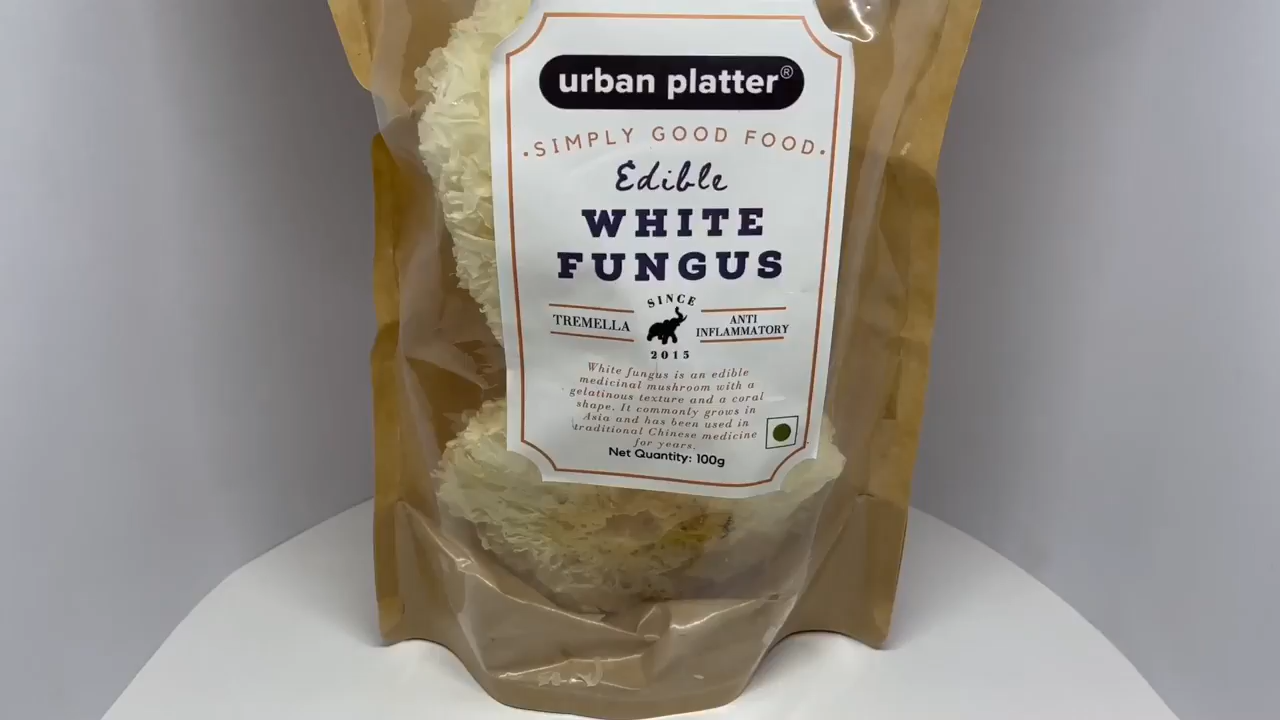 urban platter®
·SIMPLY GOOD FOOD·
Edible
WHITE
FUNGUS
SINCE
TREMELLA
ANTI
INFLAMMATORY
2015
White fungus is an edible
medicinal mushroom with a
gelatinous texture and a coral
shape. It commonly grows in
Asia and has been used in
traditional Chinese medicine
for years.
Net Quantity: 100g